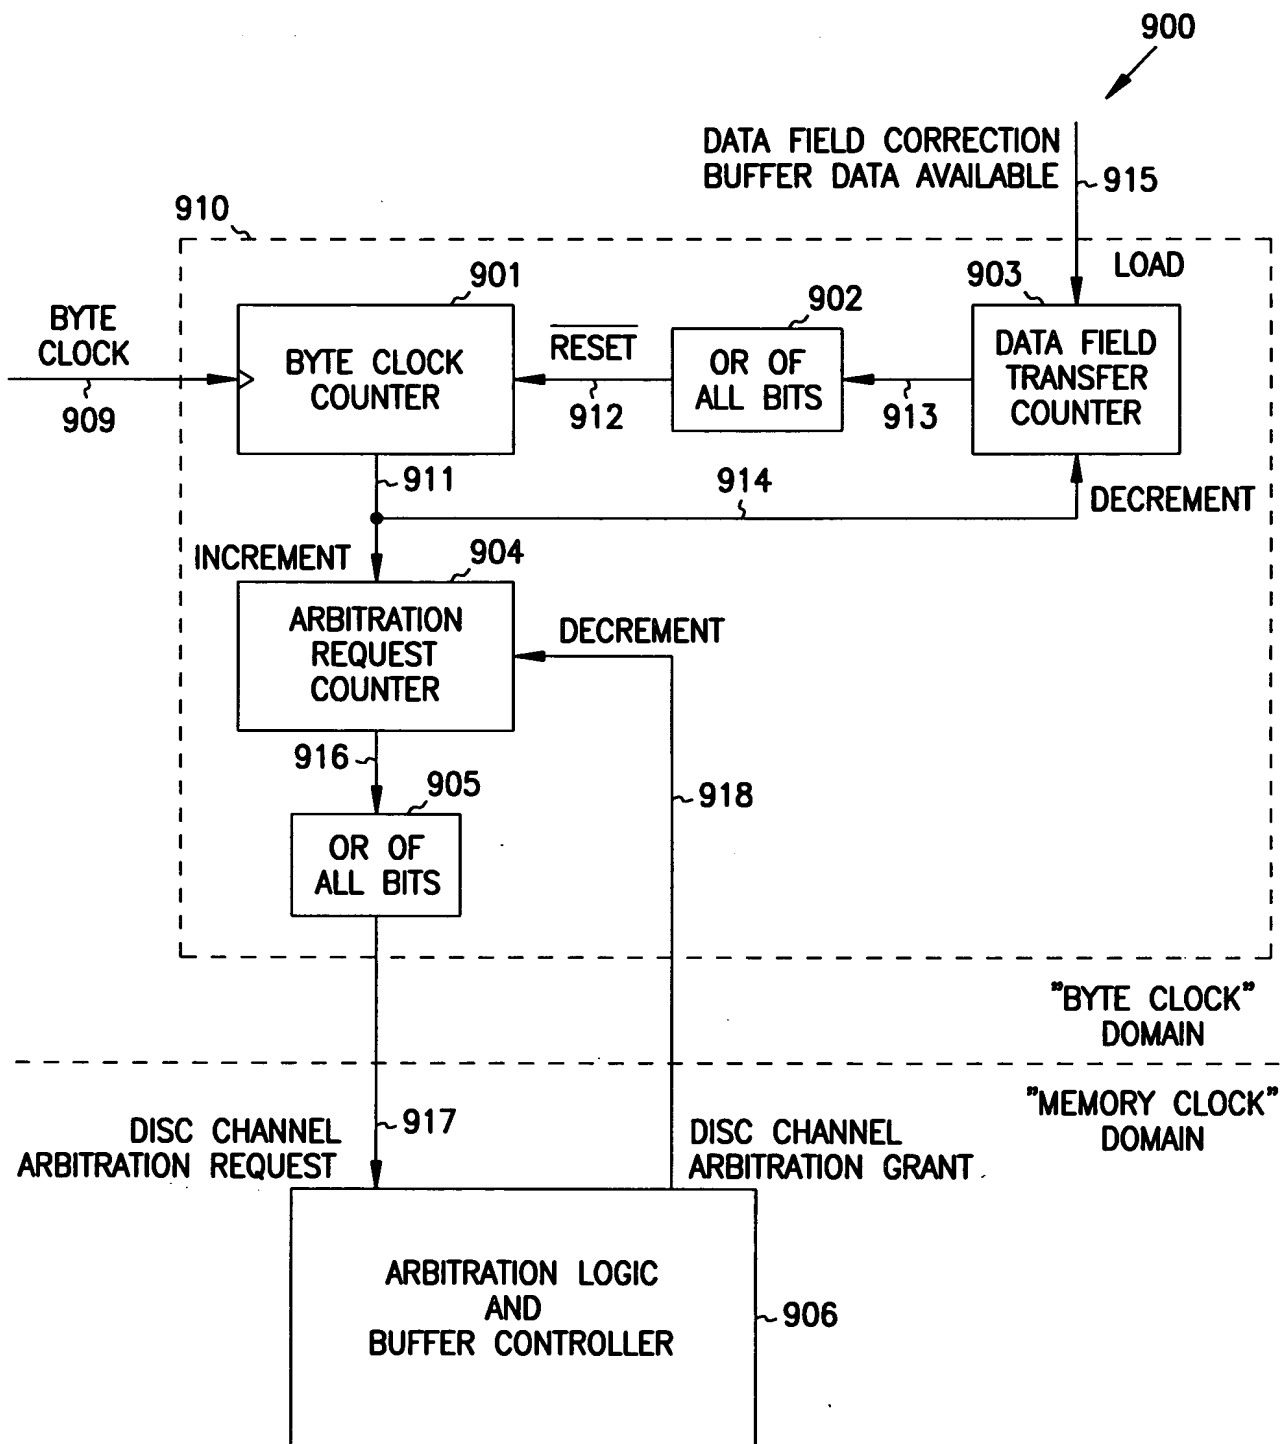 900
DATA FIELD CORRECTION
BUFFER DATA AVAILABLE
915
910
LOAD
901
903
902
BYTE
CLOCK
909
BYTE CLOCK
COUNTER
RESET
912
OR OF
ALL BITS
913
DATA FIELD
TRANSFER
COUNTER
911
914
DECREMENT
INCREMENT
904
ARBITRATION
REQUEST
COUNTER
DECREMENT
916
905
918
OR OF
ALL BITS
"BYTE CLOCK"
DOMAIN
"MEMORY CLOCK"
DOMAIN
917
DISC CHANNEL
ARBITRATION REQUEST
DISC CHANNEL
ARBITRATION GRANT
ARBITRATION LOGIC
AND
BUFFER CONTROLLER
906